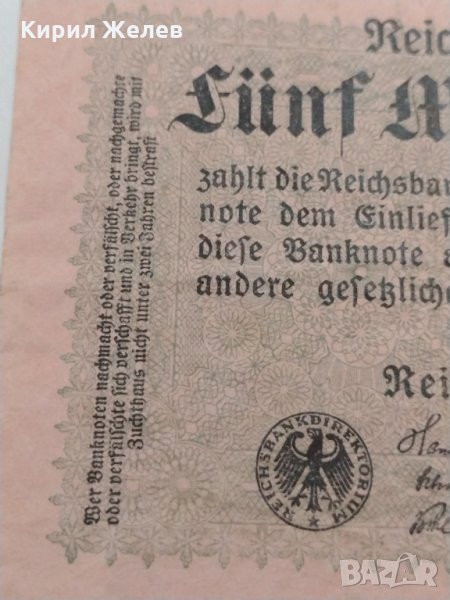 Кирил Желев
Reic
Fünf M
zahlt die Reichsban
note dem Einlief
diese Banknote a
andere gesetzliche
Rei
Wer Banknoten nachmacht oder verfälscht, oder nachgemachte
oder verfälschte sich verschafft und in Verkehr bringt, wird mit
Zuchthaus nicht unter zwei Jahren bestraft
REICHSBANKDIREKTORIUM
BAZAR